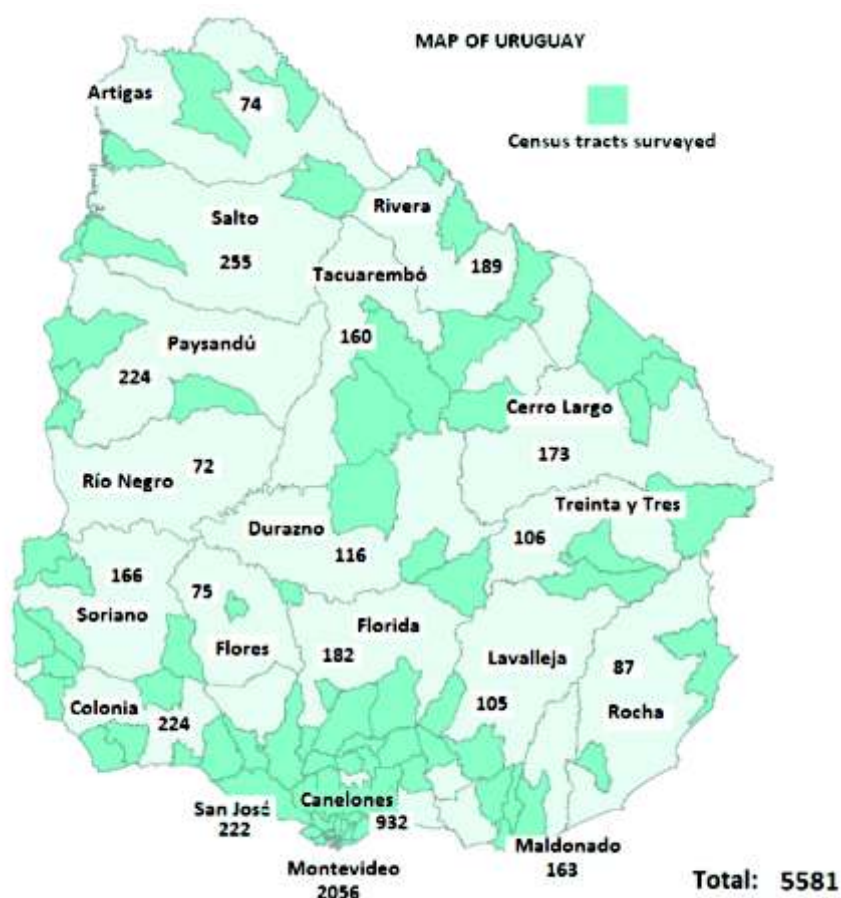 MAP OF URUGUAY
Census tracts surveyed
Artigas
74
Salto
255
Rivera
189
Tacuarembó
160
Paysandú
224
Cerro Largo
173
Río Negro
72
Treinta y Tres
106
Durazno
116
166
Soriano
75
Flores
Florida
182
Lavalleja
105
87
Rocha
Colonia
224
San José
222
Canelones
932
Montevideo
2056
Maldonado
163
Total: 5581